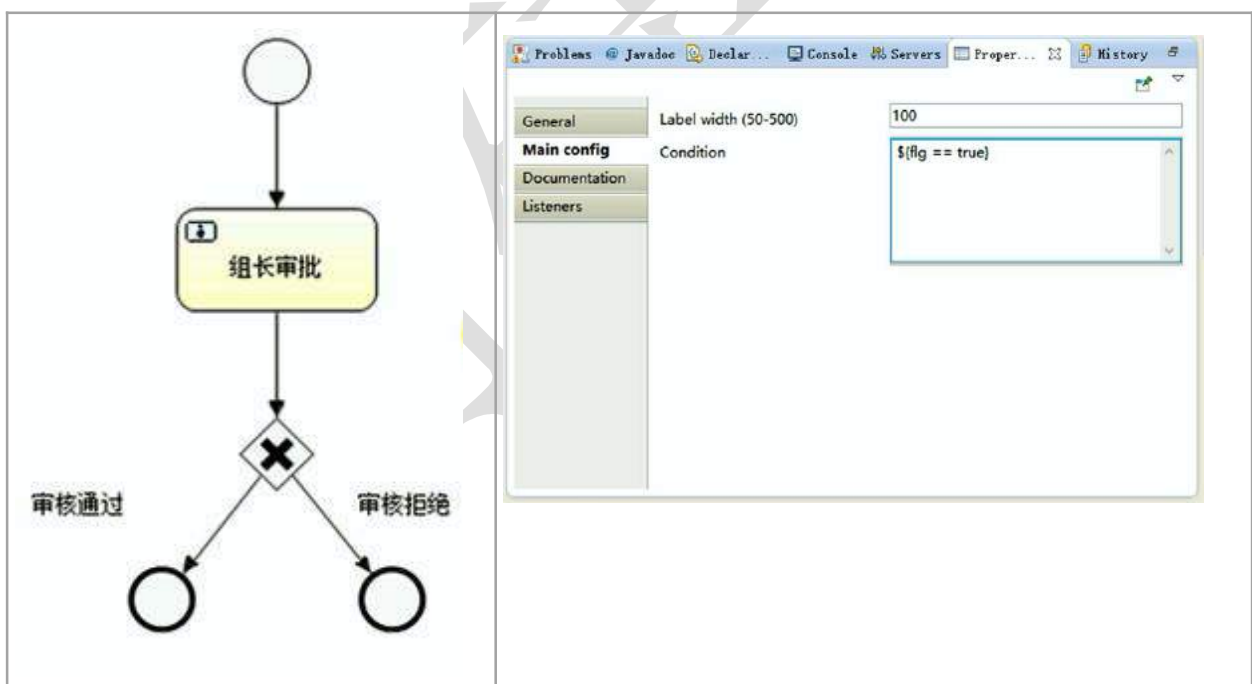 组长审批
审核通过
审核拒绝
Problems Javadoc Declar... Console Servers Proper... History
General
Main config
Documentation
Listeners
Label width (50-500)
100
Condition
${flg == true}